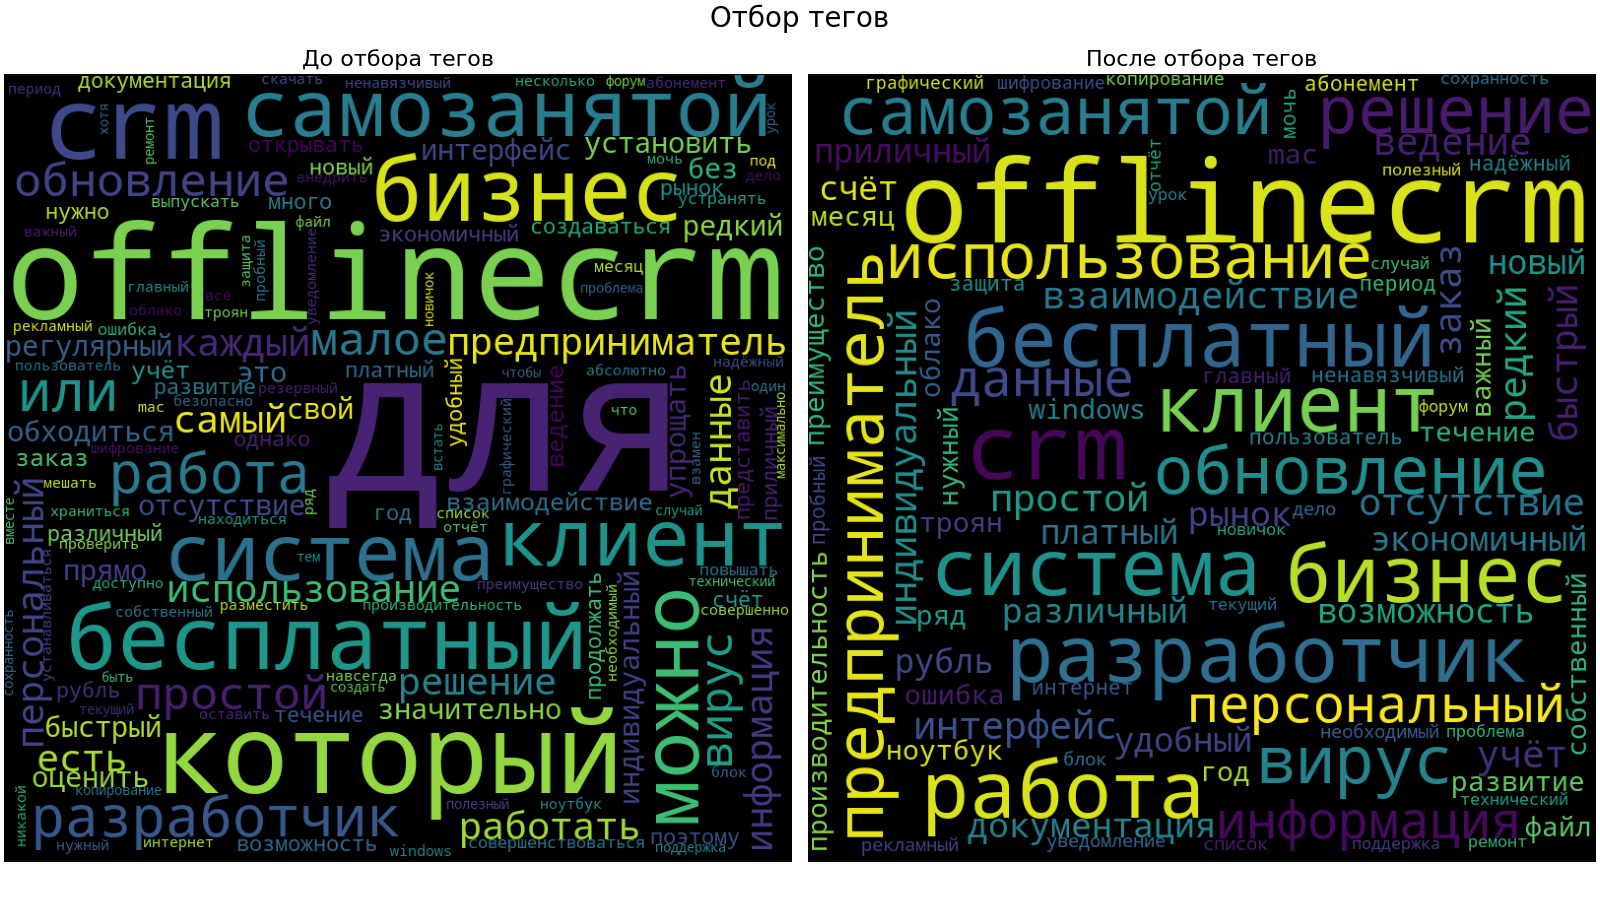 Отбор тегов
До отбора тегов
документация скачать ненавязчивый несколько форум абонемент
период
crm самозанятой
хотя ремонт урок
открывать интерфейс установить
новый мочь без под
обновление внедрить бизнес рынок дело
выпускать много устранять
нужно файл
важный экономичный создаваться редкий
offlinecrm
защита пробный уведомление месяц
главный новичок проблема
облако всё троян
рекламный ошибка
регулярный каждый малое предприниматель
пользователь учёт это платный чтобы абсолютно надёжный
развитие резервный удобный ведение упрощать один
или безопасно для данные
mac самый свой что
обходиться однако графический представить приличный максимально
шифрование встать взамен
заказ работа
мешать
персональный отсутствие взаимодействие
вместе храниться находиться ряд год список случай
различный отчёт
проверить система тем клиент
прямо повышать
доступно преимущество технический
использование счёт
собственный разместить производительность совершенно
сохранность устанавливаться бесплатный продолжать необходимый индивидуальный можно вирус информация
быть навсегда
рубль простой создать решение
текущий оставить течение значительно
быстрый который
есть
оценить блок
копирование полезный ноутбук
никакой разработчик работать
поэтому
нужный интернет возможность windows совершенствоваться поддержка
После отбора тегов
графический шифрование копирование абонемент сохранность
самозанятой мочь решение
приличный mac ведение
отчёт полезный надёжный
счёт урок
месяц offlinecrm
преимущество предприниматель использование случай заказ новый
защита взаимодействие период
облако бесплатный важный редкий быстрый
индивидуальный данные главный ненавязчивый
windows клиент форум
нужный crm пользователь течение
пробный обновление
простой
троян рынок дело отсутствие
платный новичок
производительность экономичный
система бизнес
ряд различный текущий возможность
собственный
рубль разработчик
ошибка интернет
персональный
интерфейс необходимый проблема
ноутбук удобный вирус учёт
блок год
работа развитие
технический
документация информация файл
рекламный уведомление список поддержка ремонт